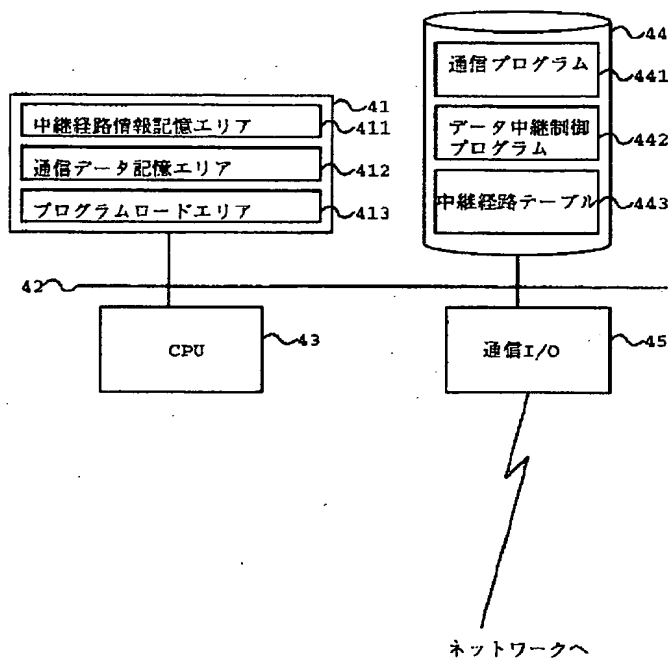 44
通信プログラム
441
41
中継経路情報記憶エリア
411
データ中継制御
プログラム
442
通信データ記憶エリア
412
プログラムロードエリア
413
中継経路テーブル
443
42
CPU
43
通信I/O
45
ネットワークへ